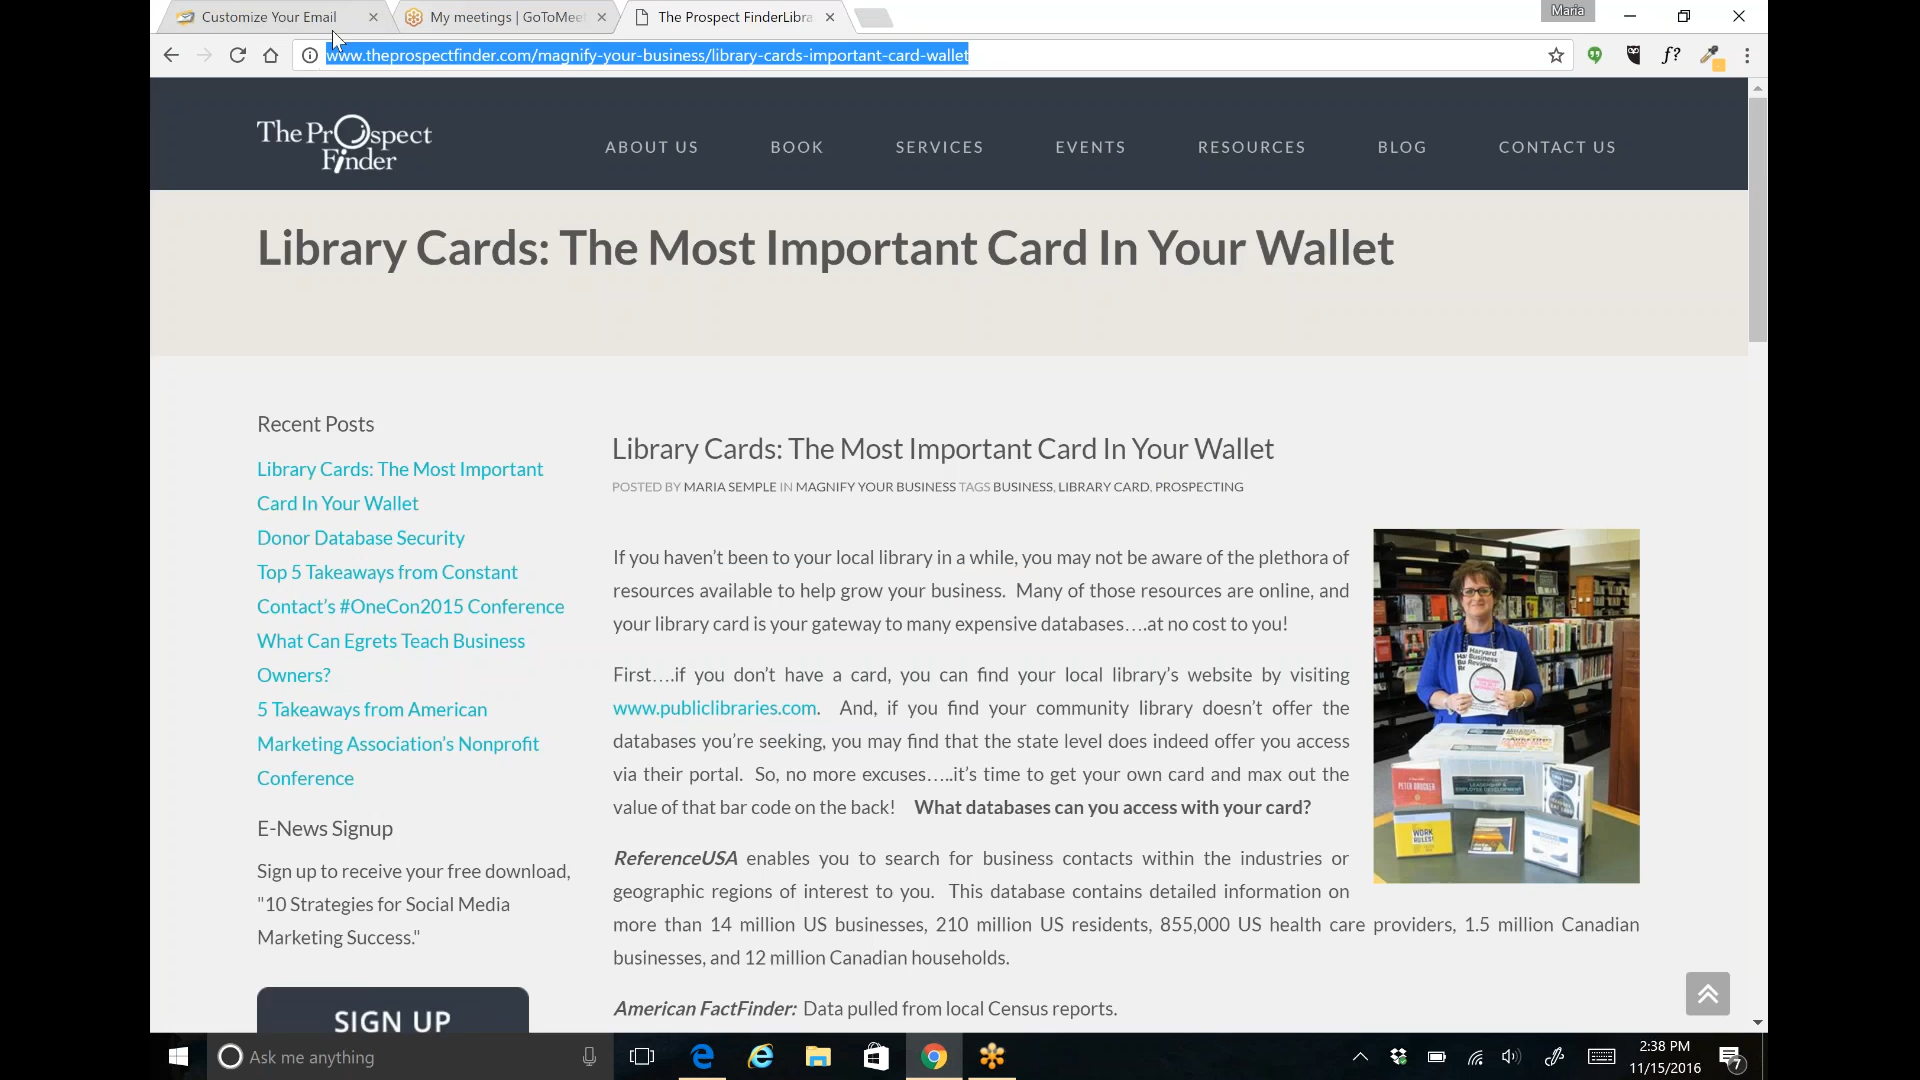 Customize Your Email
My meetings | GoToMee
The Prospect FinderLibra
Maria
www.theprospectfinder.com/magnify-your-business/library-cards-important-card-wallet
f?
The Prospect
Finder
ABOUT US
BOOK
SERVICES
EVENTS
RESOURCES
BLOG
CONTACT US
Library Cards: The Most Important Card In Your Wallet
Recent Posts
Library Cards: The Most Important
Card In Your Wallet
Donor Database Security
Top 5 Takeaways from Constant
Contact’s #OneCon2015 Conference
What Can Egrets Teach Business
Owners?
5 Takeaways from American
Marketing Association’s Nonprofit
Conference
E-News Signup
Sign up to receive your free download,
"10 Strategies for Social Media
Marketing Success."
SIGN UP
Library Cards: The Most Important Card In Your Wallet
POSTED BY MARIA SEMPLE IN MAGNIFY YOUR BUSINESS TAGS BUSINESS, LIBRARY CARD, PROSPECTING
If you haven’t been to your local library in a while, you may not be aware of the plethora of
resources available to help grow your business. Many of those resources are online, and
your library card is your gateway to many expensive databases….at no cost to you!
First….if you don’t have a card, you can find your local library’s website by visiting
www.publiclibraries.com. And, if you find your community library doesn’t offer the
databases you’re seeking, you may find that the state level does indeed offer you access
via their portal. So, no more excuses…..it’s time to get your own card and max out the
value of that bar code on the back! What databases can you access with your card?
ReferenceUSA enables you to search for business contacts within the industries or
geographic regions of interest to you. This database contains detailed information on
more than 14 million US businesses, 210 million US residents, 855,000 US health care providers, 1.5 million Canadian
businesses, and 12 million Canadian households.
American FactFinder: Data pulled from local Census reports.
Harvard
Business
Review
PETER DRUCKER
WORK
RULES!
Ask me anything
2:38 PM
11/15/2016
7